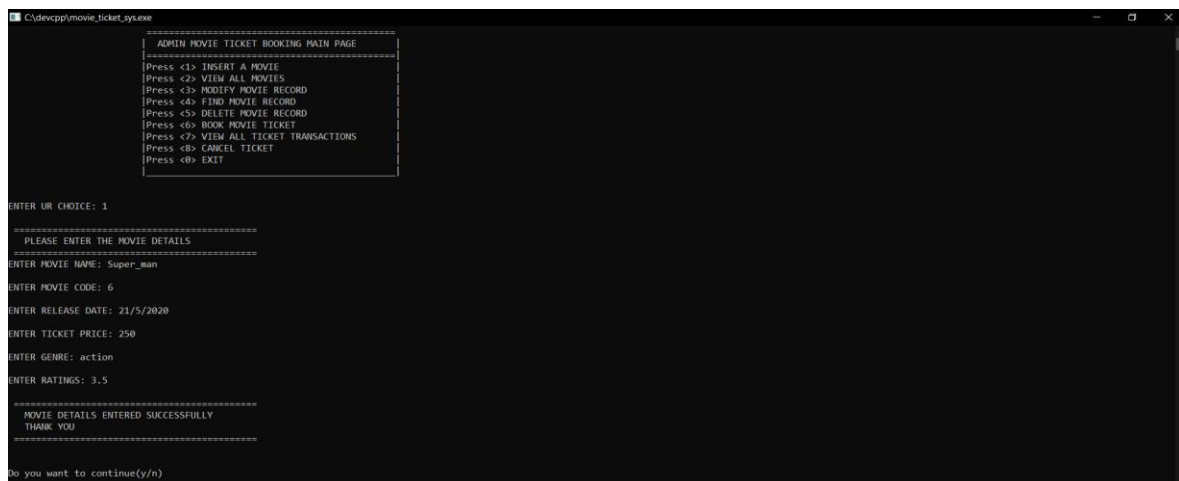 C:\devcpp\movie_ticket_sys.exe
=============================================
| ADMIN MOVIE TICKET BOOKING MAIN PAGE |
|=============================================|
|Press <1> INSERT A MOVIE |
|Press <2> VIEW ALL MOVIES |
|Press <3> MODIFY MOVIE RECORD |
|Press <4> FIND MOVIE RECORD |
|Press <5> DELETE MOVIE RECORD |
|Press <6> BOOK MOVIE TICKET |
|Press <7> VIEW ALL TICKET TRANSACTIONS |
|Press <8> CANCEL TICKET |
|Press <0> EXIT |
|_____________________________________________|
ENTER UR CHOICE: 1
============================================
PLEASE ENTER THE MOVIE DETAILS
============================================
ENTER MOVIE NAME: Super_man
ENTER MOVIE CODE: 6
ENTER RELEASE DATE: 21/5/2020
ENTER TICKET PRICE: 250
ENTER GENRE: action
ENTER RATINGS: 3.5
============================================
MOVIE DETAILS ENTERED SUCCESSFULLY
THANK YOU
============================================
Do you want to continue(y/n)